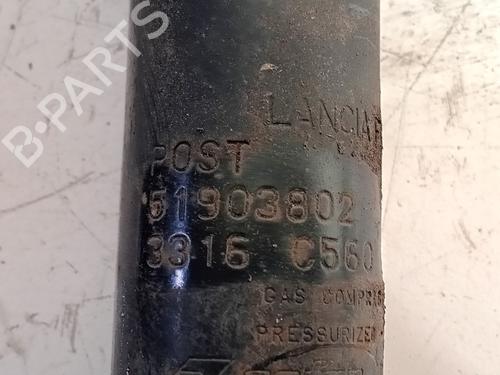 B-PARTS
LANCIA
POST
51903802
3316 C560
GAS COMPR
PRESSURIZE